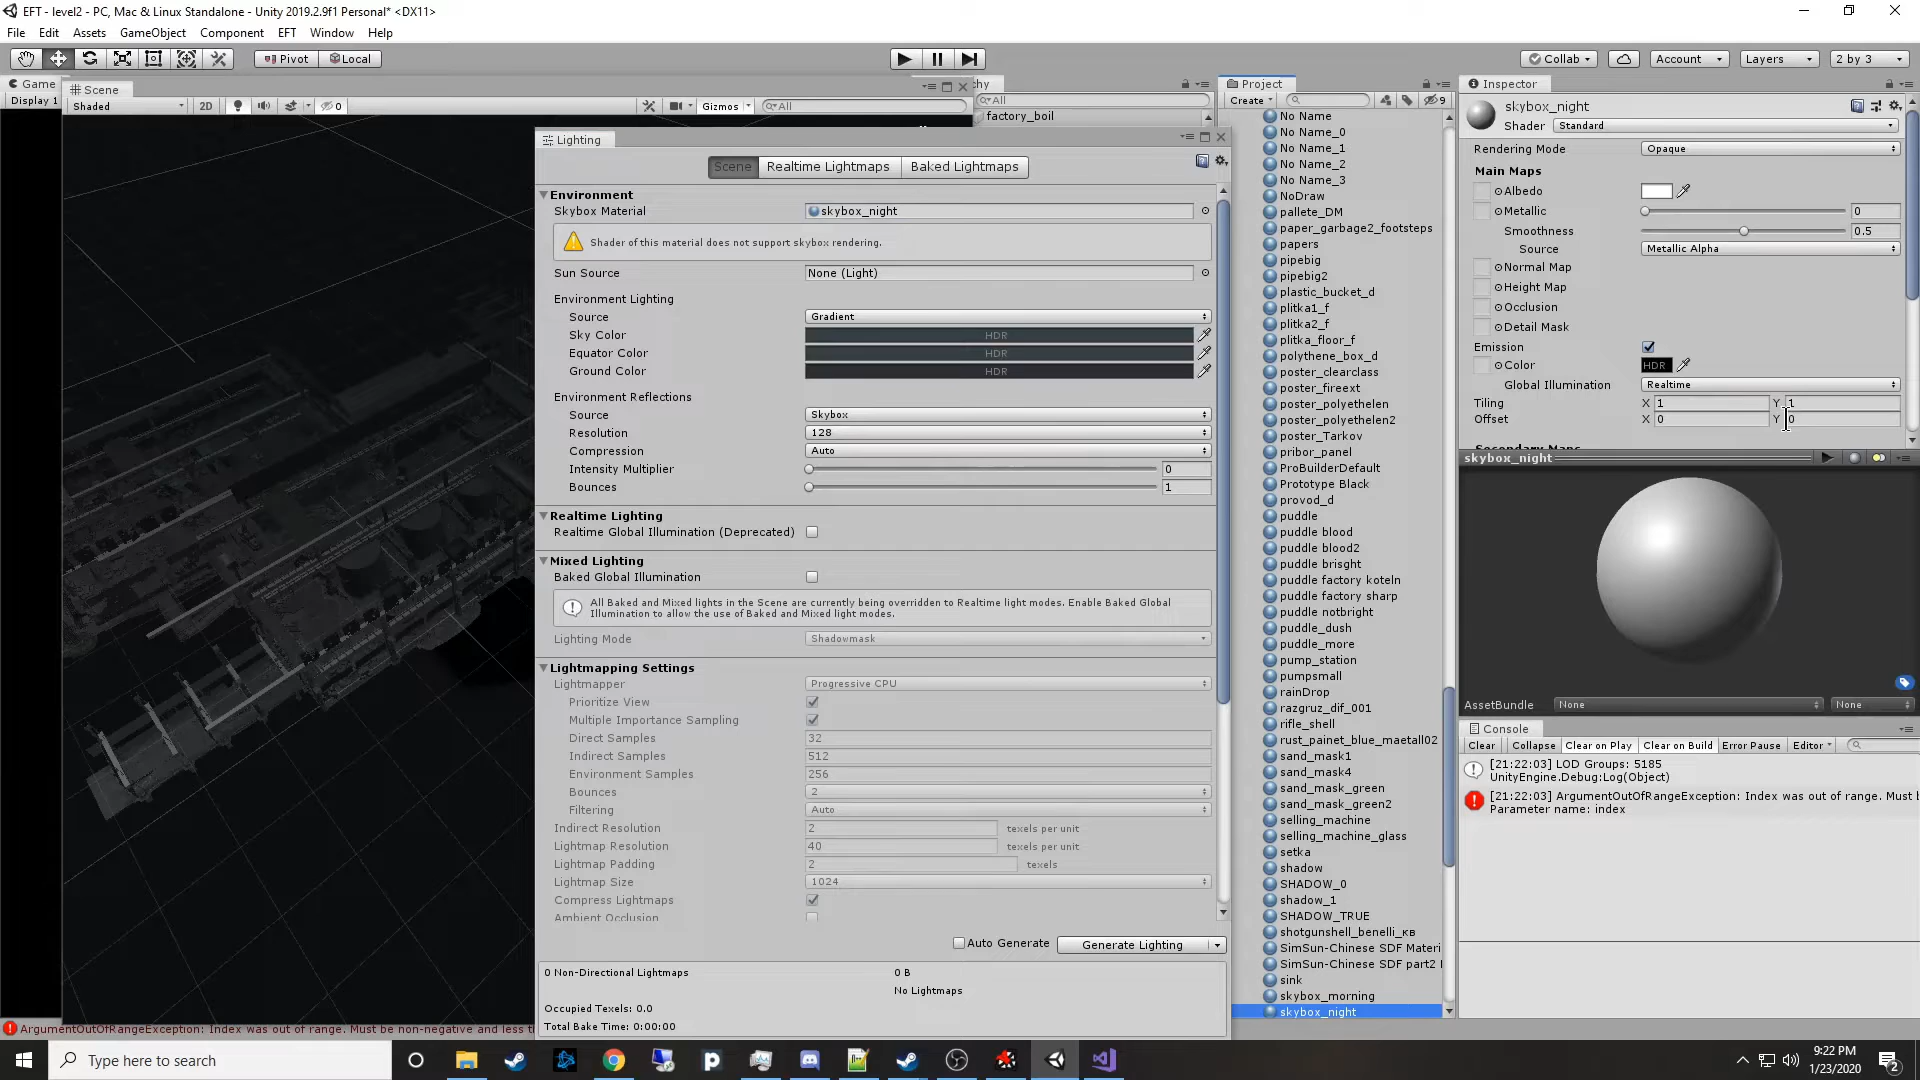 EFT - level2 - PC, Mac & Linux Standalone - Unity 2019.2.9f1 Personal* <DX11>
File Edit Assets GameObject Component EFT Window Help
Pivot Local
Collab Account Layers 2 by 3
Game
Display 1
Scene
Shaded 2D 0 Gizmos All
chy
All
factory_boil
Lighting
Scene Realtime Lightmaps Baked Lightmaps
Environment
Skybox Material skybox_night
Shader of this material does not support skybox rendering.
Sun Source None (Light)
Environment Lighting
Source Gradient
Sky Color HDR
Equator Color HDR
Ground Color HDR
Environment Reflections
Source Skybox
Resolution 128
Compression Auto
Intensity Multiplier 0
Bounces 1
Realtime Lighting
Realtime Global Illumination (Deprecated)
Mixed Lighting
Baked Global Illumination
All Baked and Mixed lights in the Scene are currently being overridden to Realtime light modes. Enable Baked Global
Illumination to allow the use of Baked and Mixed light modes.
Lighting Mode Shadowmask
Lightmapping Settings
Lightmapper Progressive CPU
Prioritize View
Multiple Importance Sampling
Direct Samples 32
Indirect Samples 512
Environment Samples 256
Bounces 2
Filtering Auto
Indirect Resolution 2 texels per unit
Lightmap Resolution 40 texels per unit
Lightmap Padding 2 texels
Lightmap Size 1024
Compress Lightmaps
Ambient Occlusion
Auto Generate Generate Lighting
0 Non-Directional Lightmaps 0 B
No Lightmaps
Occupied Texels: 0.0
Total Bake Time: 0:00:00
Project
Create 9
No Name
No Name_0
No Name_1
No Name_2
No Name_3
NoDraw
pallete_DM
paper_garbage2_footsteps
papers
pipebig
pipebig2
plastic_bucket_d
plitka1_f
plitka2_f
plitka_floor_f
polythene_box_d
poster_clearclass
poster_fireext
poster_polyethelen
poster_polyethelen2
poster_Tarkov
pribor_panel
ProBuilderDefault
Prototype Black
provod_d
puddle
puddle blood
puddle blood2
puddle brisght
puddle factory koteln
puddle factory sharp
puddle notbright
puddle_dush
puddle_more
pump_station
pumpsmall
rainDrop
razgruz_dif_001
rifle_shell
rust_painet_blue_maetall02
sand_mask1
sand_mask4
sand_mask_green
sand_mask_green2
selling_machine
selling_machine_glass
setka
shadow
SHADOW_0
shadow_1
SHADOW_TRUE
shotgunshell_benelli_кв
SimSun-Chinese SDF Materi
SimSun-Chinese SDF part2
sink
skybox_morning
skybox_night
Inspector
skybox_night
Shader Standard
Rendering Mode Opaque
Main Maps
Albedo
Metallic 0
Smoothness 0.5
Source Metallic Alpha
Normal Map
Height Map
Occlusion
Detail Mask
Emission
Color HDR
Global Illumination Realtime
Tiling X 1 Y 1
Offset X 0 Y 0
Secondary Maps
skybox_night
AssetBundle None None
Console
Clear Collapse Clear on Play Clear on Build Error Pause Editor
[21:22:03] LOD Groups: 5185
UnityEngine.Debug:Log(Object)
[21:22:03] ArgumentOutOfRangeException: Index was out of range. Must b
Parameter name: index
ArgumentOutOfRangeException: Index was out of range. Must be non-negative and less t
Type here to search
9:22 PM
1/23/2020
2